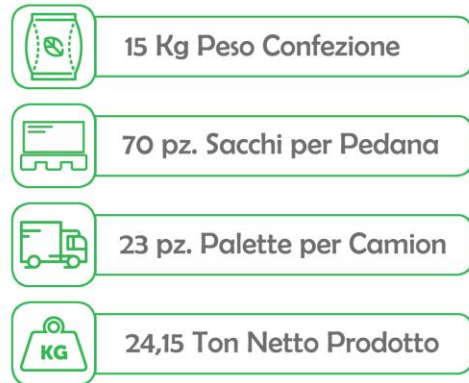 15 Kg Peso Confezione
70 pz. Sacchi per Pedana
23 pz. Palette per Camion
KG
24,15 Ton Netto Prodotto